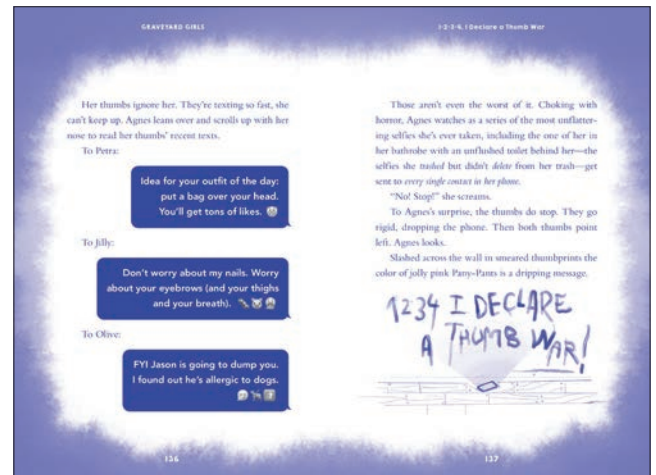 GRAVEYARD GIRLS
Her thumbs ignore her. They're texting so fast, she
can't keep up. Agnes leans over and scrolls up with her
nose to read her thumbs' recent texts.
To Petra:
Idea for your outfit of the day:
put a bag over your head.
You'll get tons of likes.
To Jilly:
Don't worry about my nails. Worry
about your eyebrows (and your thighs
and your breath).
To Olive:
FYI Jason is going to dump you.
I found out he's allergic to dogs.
136
1-2-3-4, I Declare a Thumb War
Those aren't even the worst of it. Choking with
horror, Agnes watches as a series of the most unflatter-
ing selfies she's ever taken, including the one of her in
her bathrobe with an unflushed toilet behind her—the
selfies she trashed but didn't delete from her trash—get
sent to every single contact in her phone.
"No! Stop!" she screams.
To Agnes's surprise, the thumbs do stop. They go
rigid, dropping the phone. Then both thumbs point
left. Agnes looks.
Slashed across the wall in smeared thumbprints the
color of jolly pink Pany-Pants is a dripping message.
1234 I DECLARE
A THUMB WAR!
137